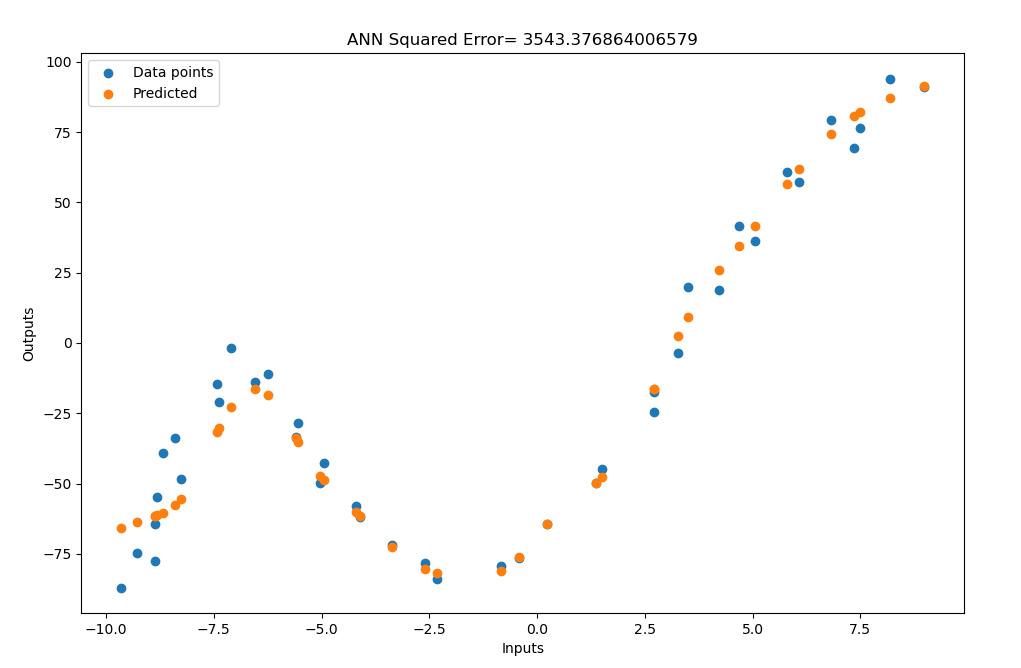 ANN Squared Error= 3543.376864006579
Data points
Predicted
100
75
50
25
0
−25
−50
−75
Outputs
−10.0 −7.5 −5.0 −2.5 0.0 2.5 5.0 7.5
Inputs